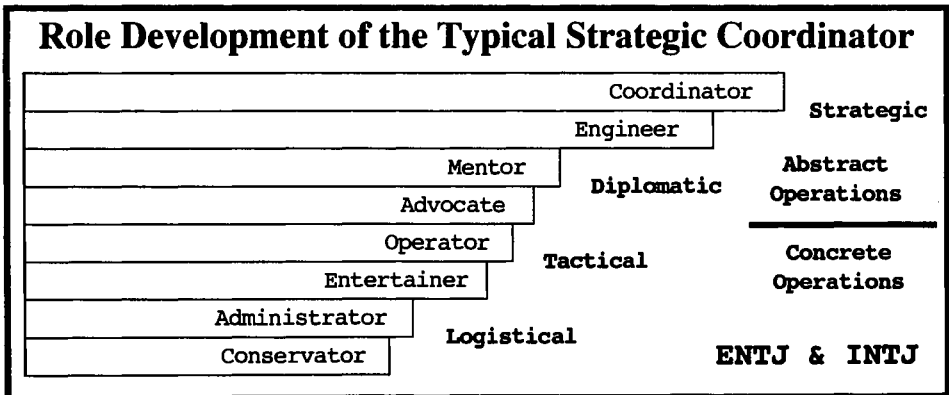 Role Development of the Typical Strategic Coordinator
Coordinator
Strategic
Engineer
Mentor
Abstract
Operations
Diplomatic
Advocate
Operator
Concrete
Operations
Tactical
Entertainer
Administrator
Logistical
Conservator
ENTJ & INTJ